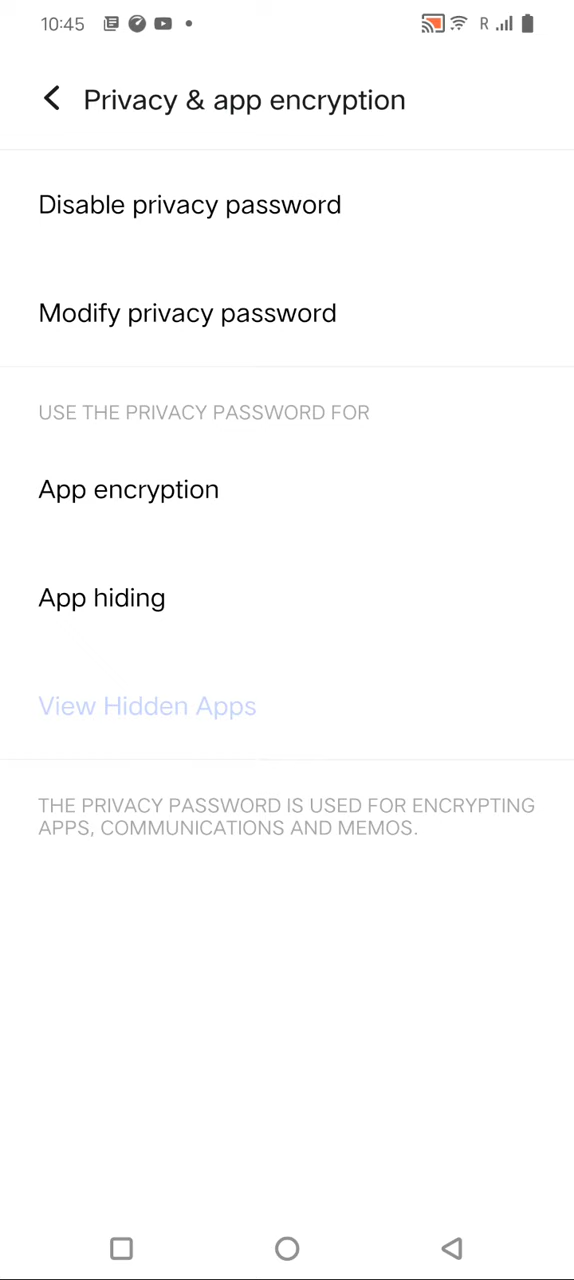 10:45 R
Privacy & app encryption
Disable privacy password
Modify privacy password
USE THE PRIVACY PASSWORD FOR
App encryption
App hiding
View Hidden Apps
THE PRIVACY PASSWORD IS USED FOR ENCRYPTING
APPS, COMMUNICATIONS AND MEMOS.